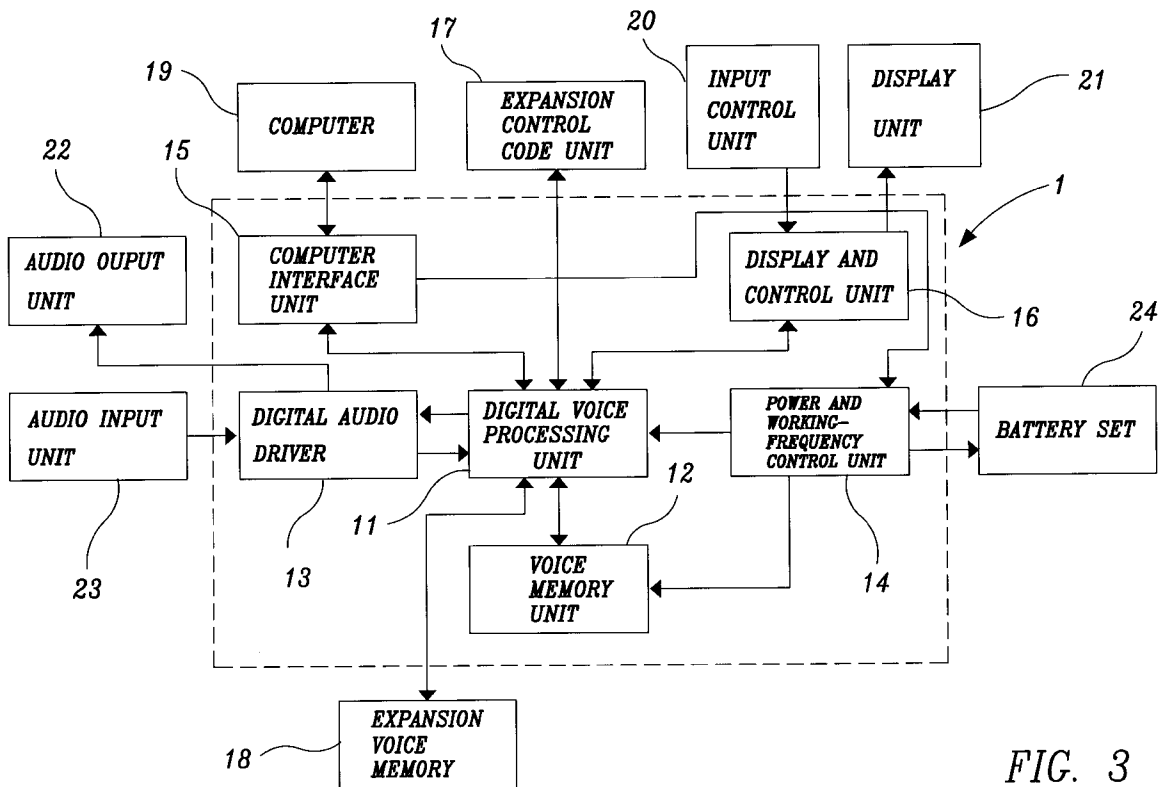 17
20
19
EXPANSION
CONTROL
CODE UNIT
INPUT
CONTROL
UNIT
DISPLAY
UNIT
21
COMPUTER
22
15
1
AUDIO OUPUT
UNIT
COMPUTER
INTERFACE
UNIT
DISPLAY AND
CONTROL UNIT
16
24
AUDIO INPUT
UNIT
DIGITAL AUDIO
DRIVER
DIGITAL VOICE
PROCESSING
UNIT
POWER AND
WORKING-
FREQUENCY
CONTROL UNIT
BATTERY SET
23
13
11
12
14
VOICE
MEMORY
UNIT
18
EXPANSION
VOICE
MEMORY
FIG. 3